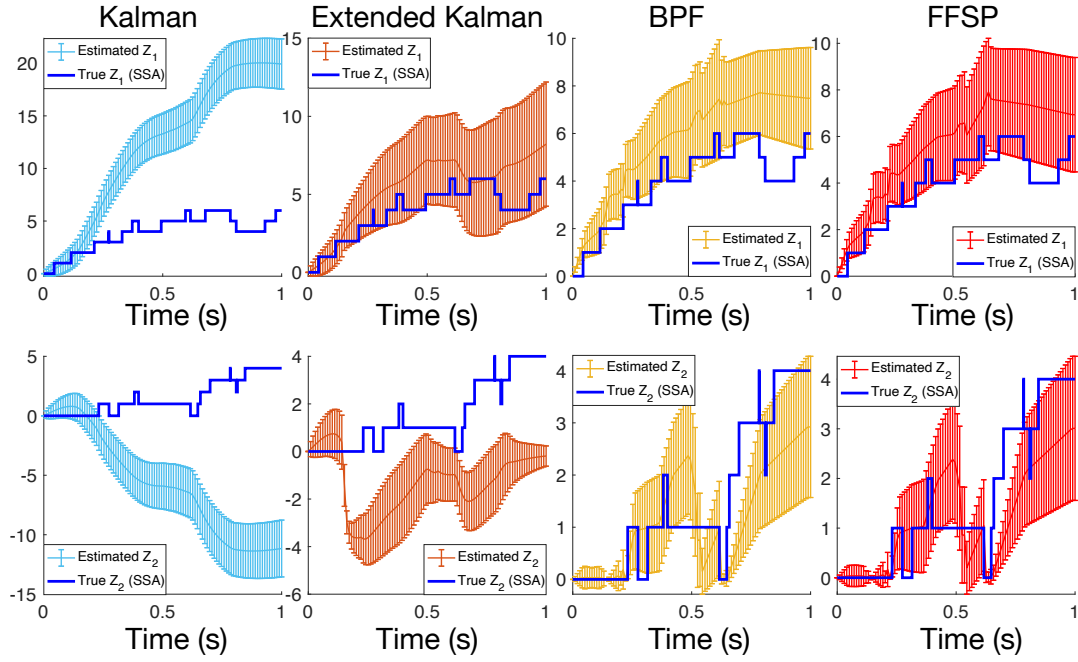 Kalman
Extended Kalman
BPF
FFSP
Estimated Z1
True Z1 (SSA)
20
15
10
5
0
0 0.5 1
Time (s)
Estimated Z1
True Z1 (SSA)
15
10
5
0
0 0.5 1
Time (s)
Estimated Z1
True Z1 (SSA)
10
8
6
4
2
0
0 0.5 1
Time (s)
Estimated Z1
True Z1 (SSA)
10
8
6
4
2
0
0 0.5 1
Time (s)
5
0
-5
-10
-15
Estimated Z2
True Z2 (SSA)
0 0.5 1
Time (s)
4
2
0
-2
-4
-6
Estimated Z2
True Z2 (SSA)
0 0.5 1
Time (s)
Estimated Z2
True Z2 (SSA)
4
3
2
1
0
0 0.5 1
Time (s)
Estimated Z2
True Z2 (SSA)
4
3
2
1
0
0 0.5 1
Time (s)